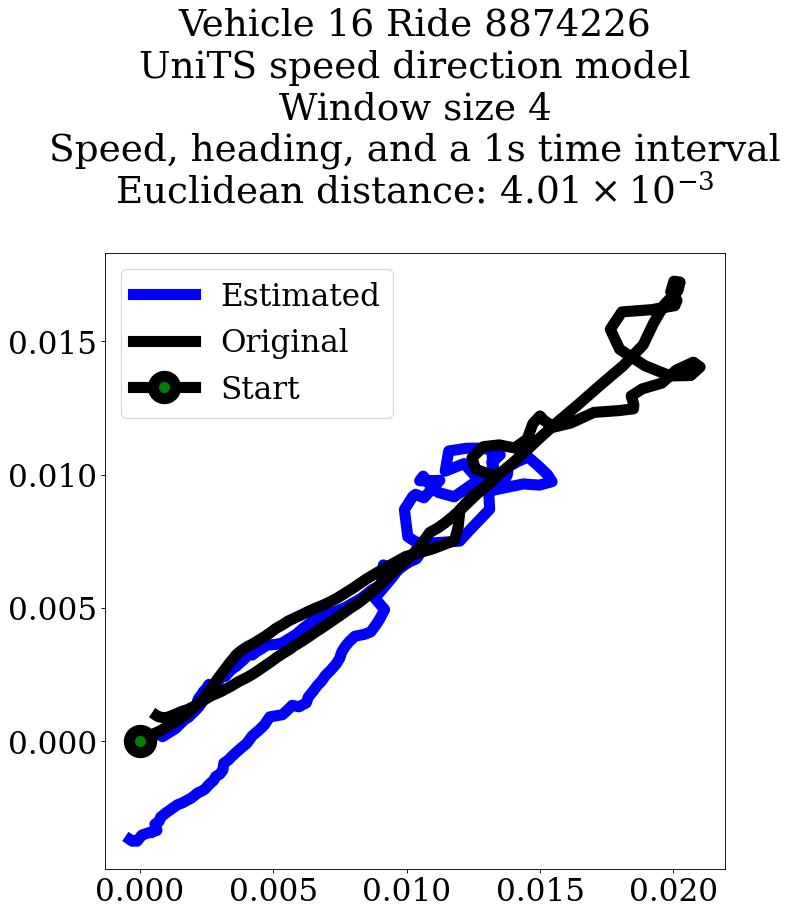 Vehicle 16 Ride 8874226
UniTS speed direction model
Window size 4
Speed, heading, and a 1s time interval
Euclidean distance: 4.01 × 10⁻³
Estimated
Original
Start
0.015
0.010
0.005
0.000
0.000 0.005 0.010 0.015 0.020